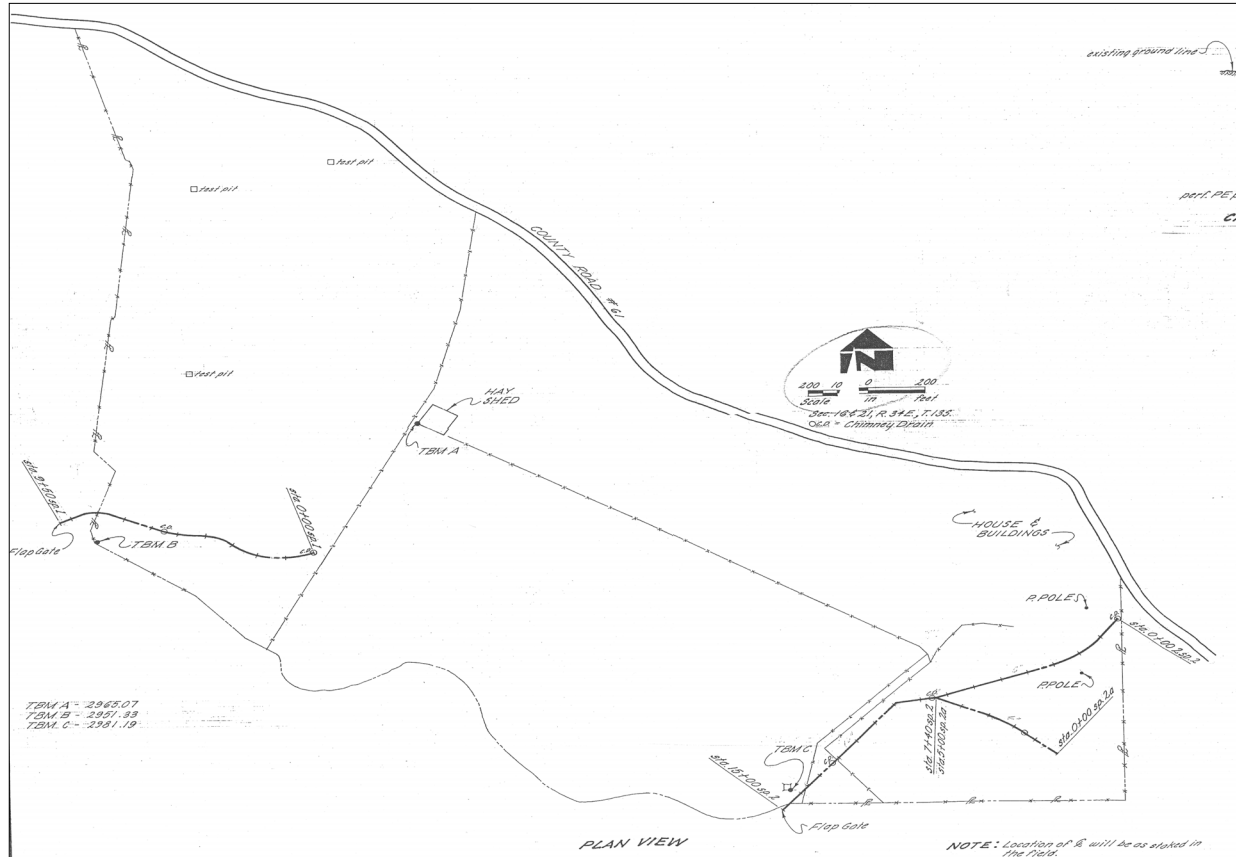 existing ground line
test pit
test pit
perf. PE p
COUNTY ROAD #61
test pit
HAY
SHED
TBM A
N
200 10 0 200
Scale in Feet
Sec. 16 & 21, R.34E., T.13S.
O C.D. = Chimney Drain
sta. 9+50 sp.1
sta. 0+00 sp.1
Flap Gate
TBM B
HOUSE &
BUILDINGS
P.POLE
sta. 0+00 sp.2
P.POLE
sta. 0+00 sp.2a
TBM A - 2965.07
TBM B - 2951.33
TBM C - 2981.19
sta. 7+40 sp.2
sta. 5+00 sp.2a
TBM C
sta. 15+00 sp.2
Flap Gate
PLAN VIEW
NOTE: Location of ℄ will be as staked in
the field.